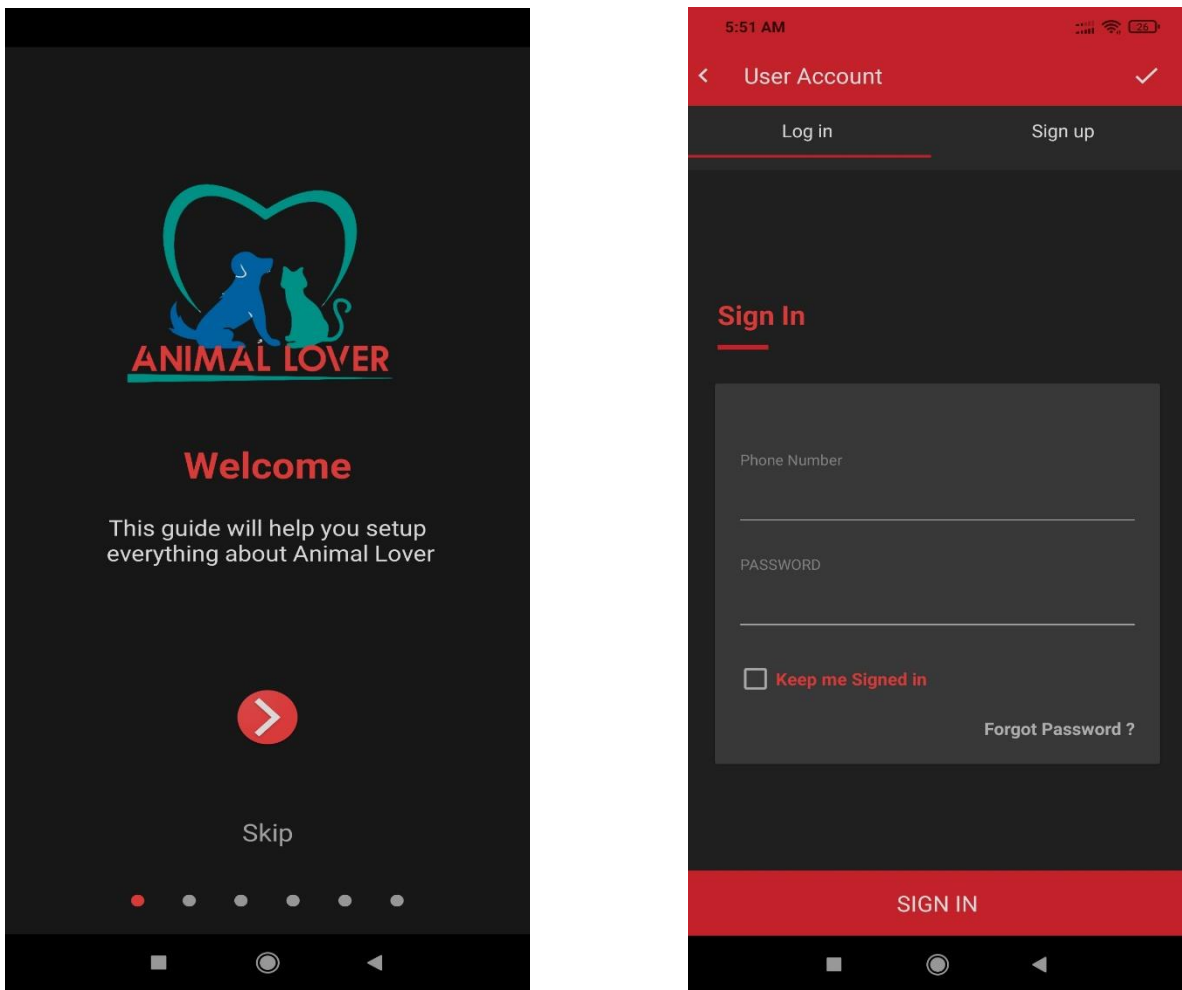 ANIMAL LOVER
Welcome
This guide will help you setup
everything about Animal Lover
Skip
5:51 AM
26
User Account
Log in
Sign up
Sign In
Phone Number
PASSWORD
Keep me Signed in
Forgot Password ?
SIGN IN